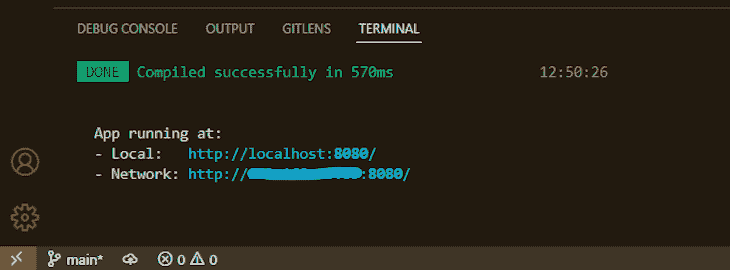 DEBUG CONSOLE OUTPUT GITLENS TERMINAL
DONE Compiled successfully in 570ms 12:50:26
App running at:
- Local: http://localhost:8080/
- Network: http:// :8080/
main* 0 0